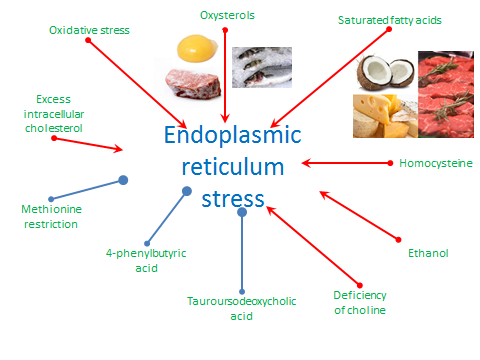 Oxysterols
Saturated fatty acids
Oxidative stress
Excess
intracellular
cholesterol
Endoplasmic
reticulum
stress
Homocysteine
Methionine
restriction
4-phenylbutyric
acid
Ethanol
Tauroursodeoxycholic
acid
Deficiency
of choline